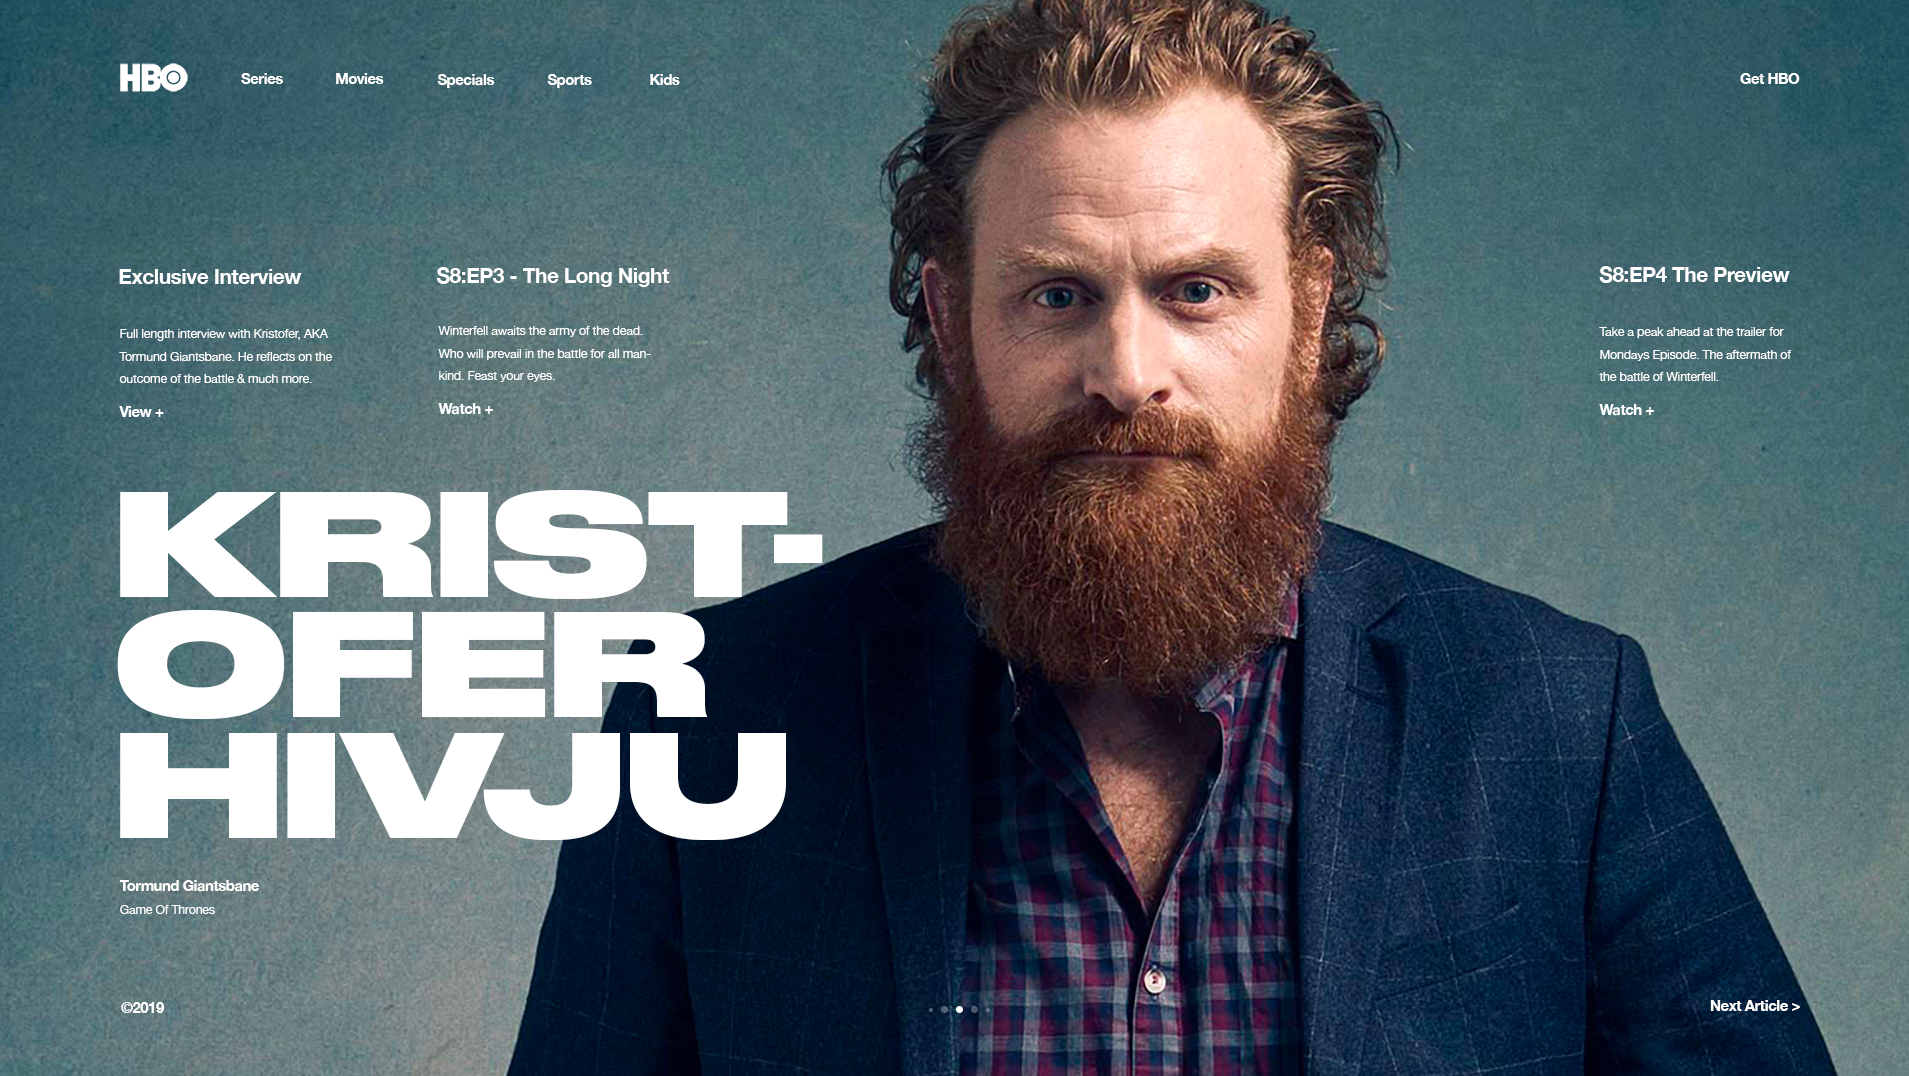 HBO Series Movies Specials Sports Kids Get HBO
Exclusive Interview
Full length interview with Kristofer, AKA
Tormund Giantsbane. He reflects on the
outcome of the battle & much more.
View +
S8:EP3 - The Long Night
Winterfell awaits the army of the dead.
Who will prevail in the battle for all man-
kind. Feast your eyes.
Watch +
S8:EP4 The Preview
Take a peak ahead at the trailer for
Mondays Episode. The aftermath of
the battle of Winterfell.
Watch +
KRIST-
OFER
HIVJU
Tormund Giantsbane
Game Of Thrones
©2019
Next Article >